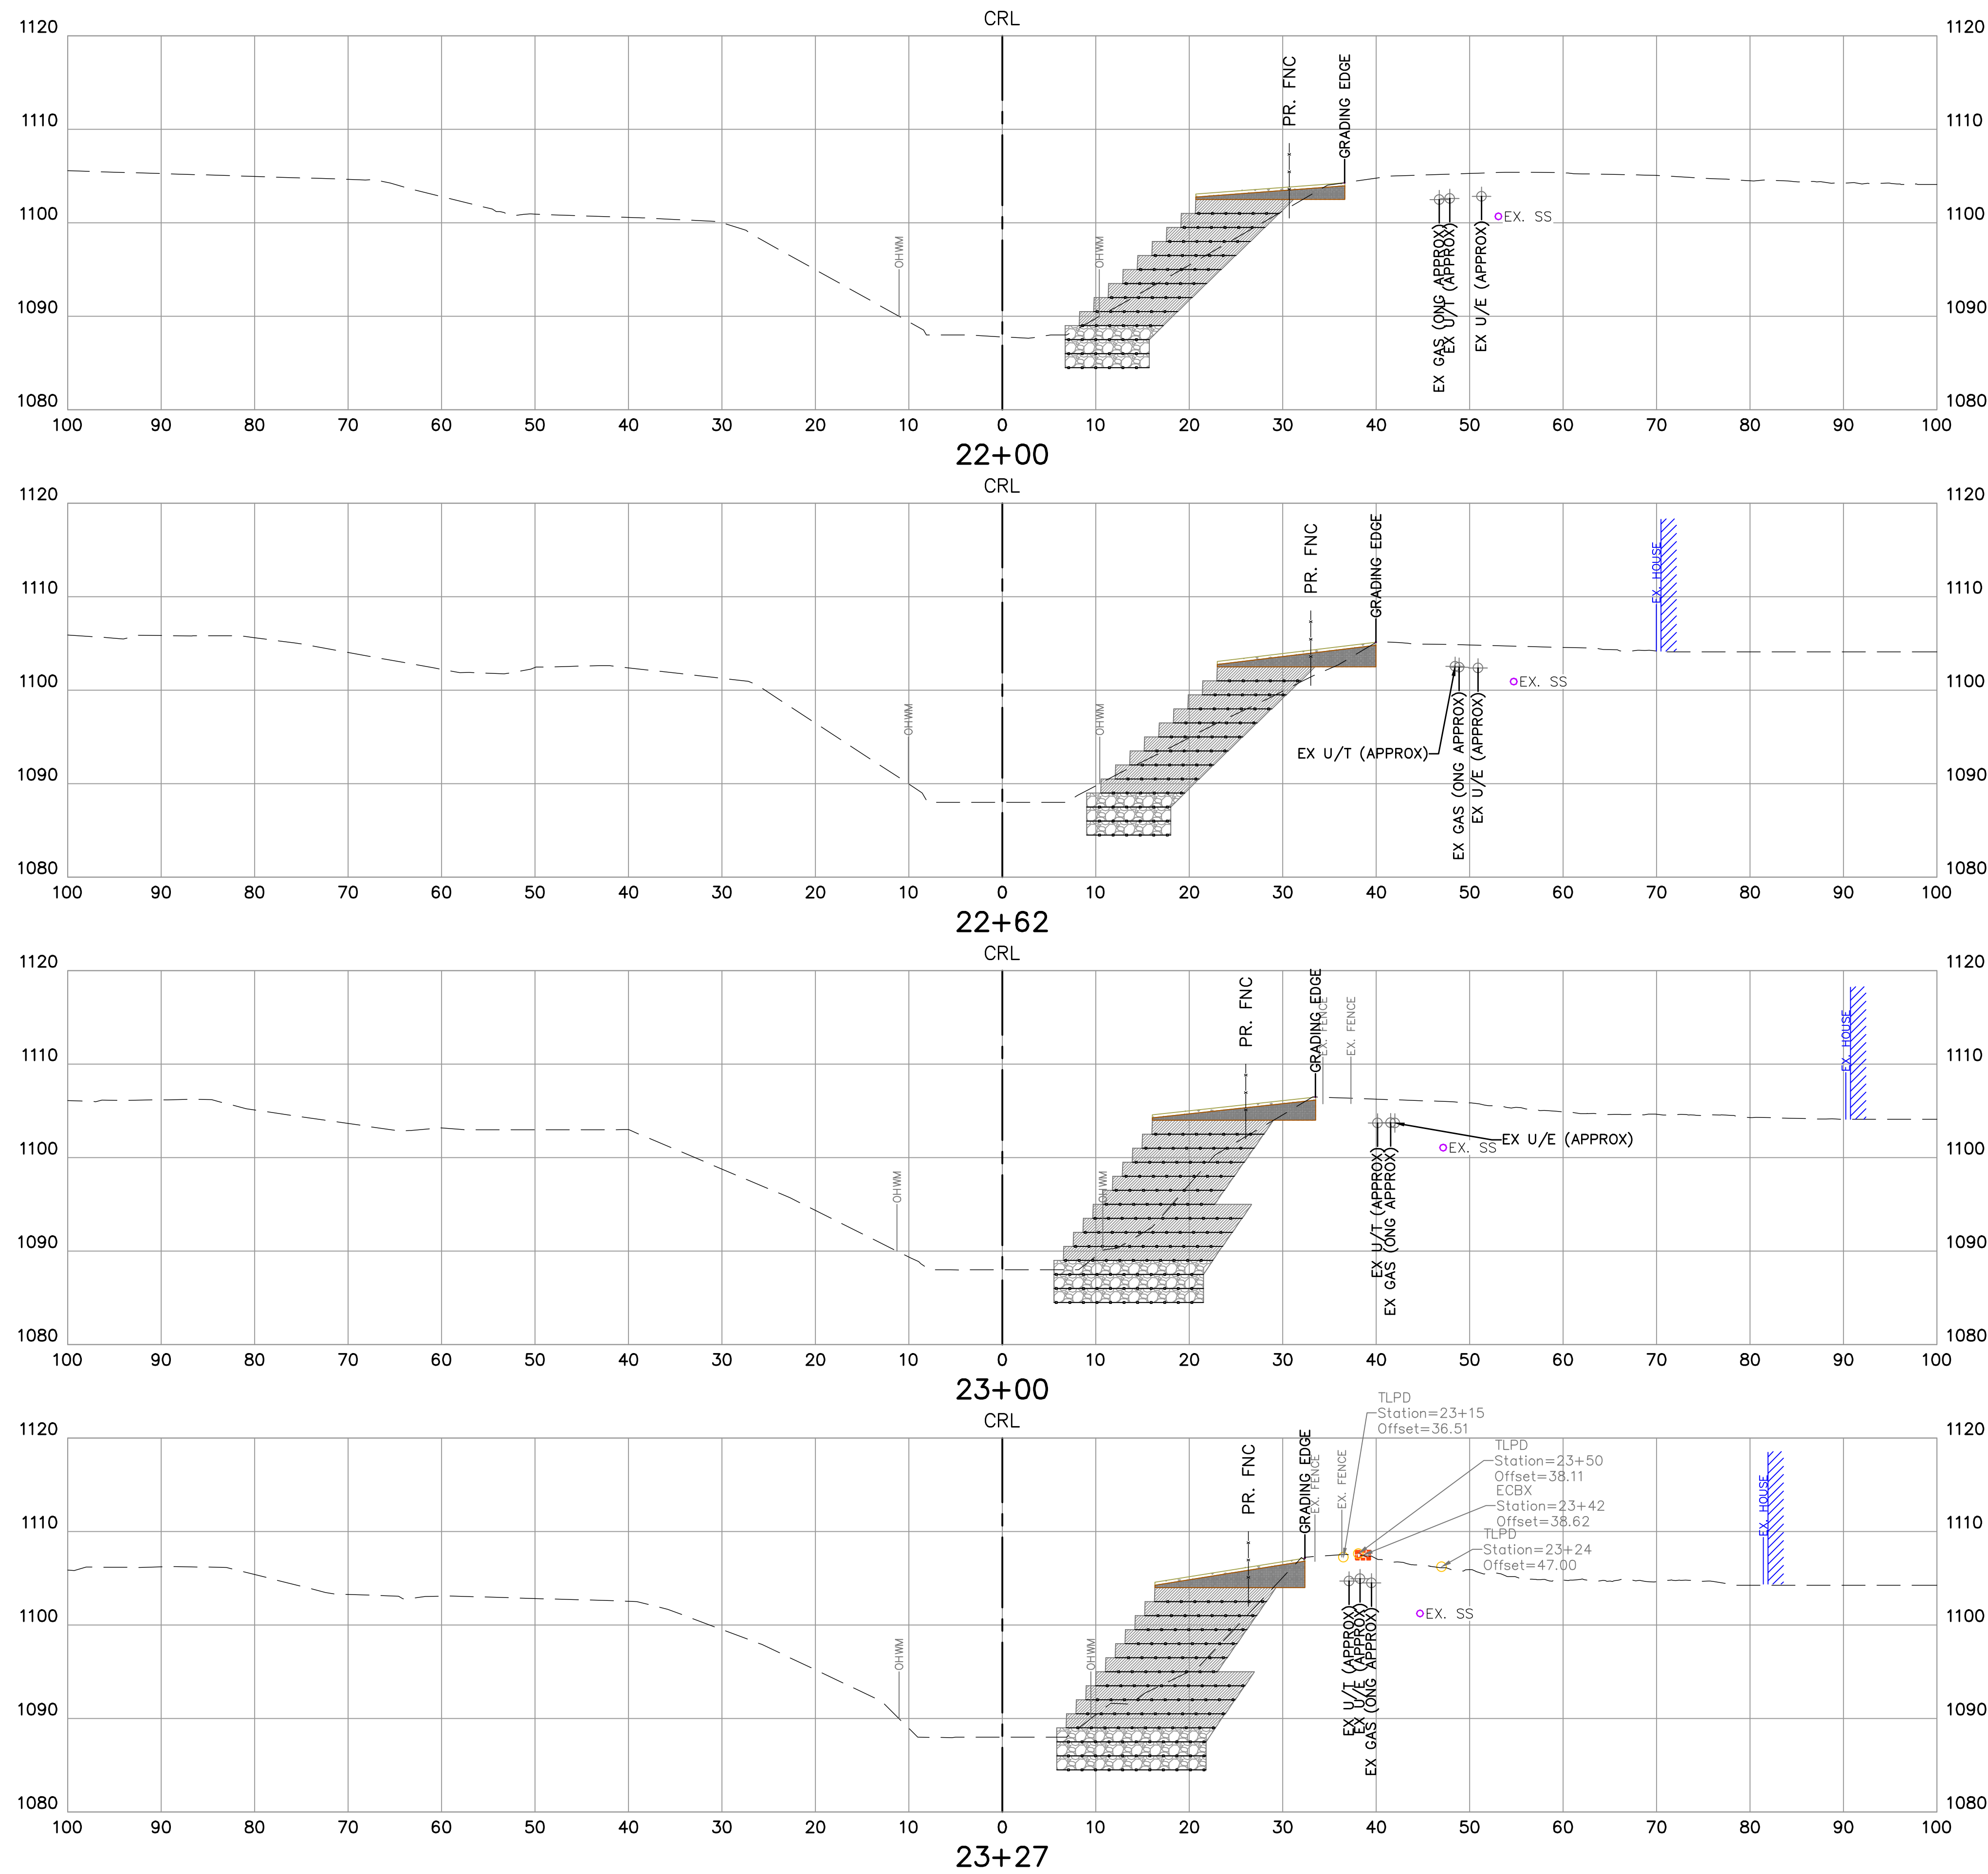 CRL
1120 1120
1110 1110
1100 1100
1090 1090
1080 1080
PR. FNC
GRADING EDGE
OHWM
OHWM
EX GAS (ONG APPROX)
EX U/T (APPROX)
EX U/E (APPROX)
EX. SS
100 90 80 70 60 50 40 30 20 10 0 10 20 30 40 50 60 70 80 90 100
22+00
CRL
1120 1120
1110 1110
1100 1100
1090 1090
1080 1080
PR. FNC
GRADING EDGE
EX. HOUSE
OHWM
OHWM
EX U/T (APPROX)
EX GAS (ONG APPROX)
EX U/E (APPROX)
EX. SS
100 90 80 70 60 50 40 30 20 10 0 10 20 30 40 50 60 70 80 90 100
22+62
CRL
1120 1120
1110 1110
1100 1100
1090 1090
1080 1080
PR. FNC
GRADING EDGE
EX. FENCE
EX. FENCE
EX. HOUSE
OHWM
OHWM
EX U/T (APPROX)
EX GAS (ONG APPROX)
EX U/E (APPROX)
EX. SS
100 90 80 70 60 50 40 30 20 10 0 10 20 30 40 50 60 70 80 90 100
23+00
CRL
1120 1120
1110 1110
1100 1100
1090 1090
1080 1080
PR. FNC
GRADING EDGE
EX. FENCE
EX. FENCE
TLPD
Station=23+15
Offset=36.51
TLPD
Station=23+50
Offset=38.11
ECBX
Station=23+42
Offset=38.62
TLPD
Station=23+24
Offset=47.00
EX. HOUSE
OHWM
OHWM
EX U/T (APPROX)
EX U/E (APPROX)
EX GAS (ONG APPROX)
EX. SS
100 90 80 70 60 50 40 30 20 10 0 10 20 30 40 50 60 70 80 90 100
23+27